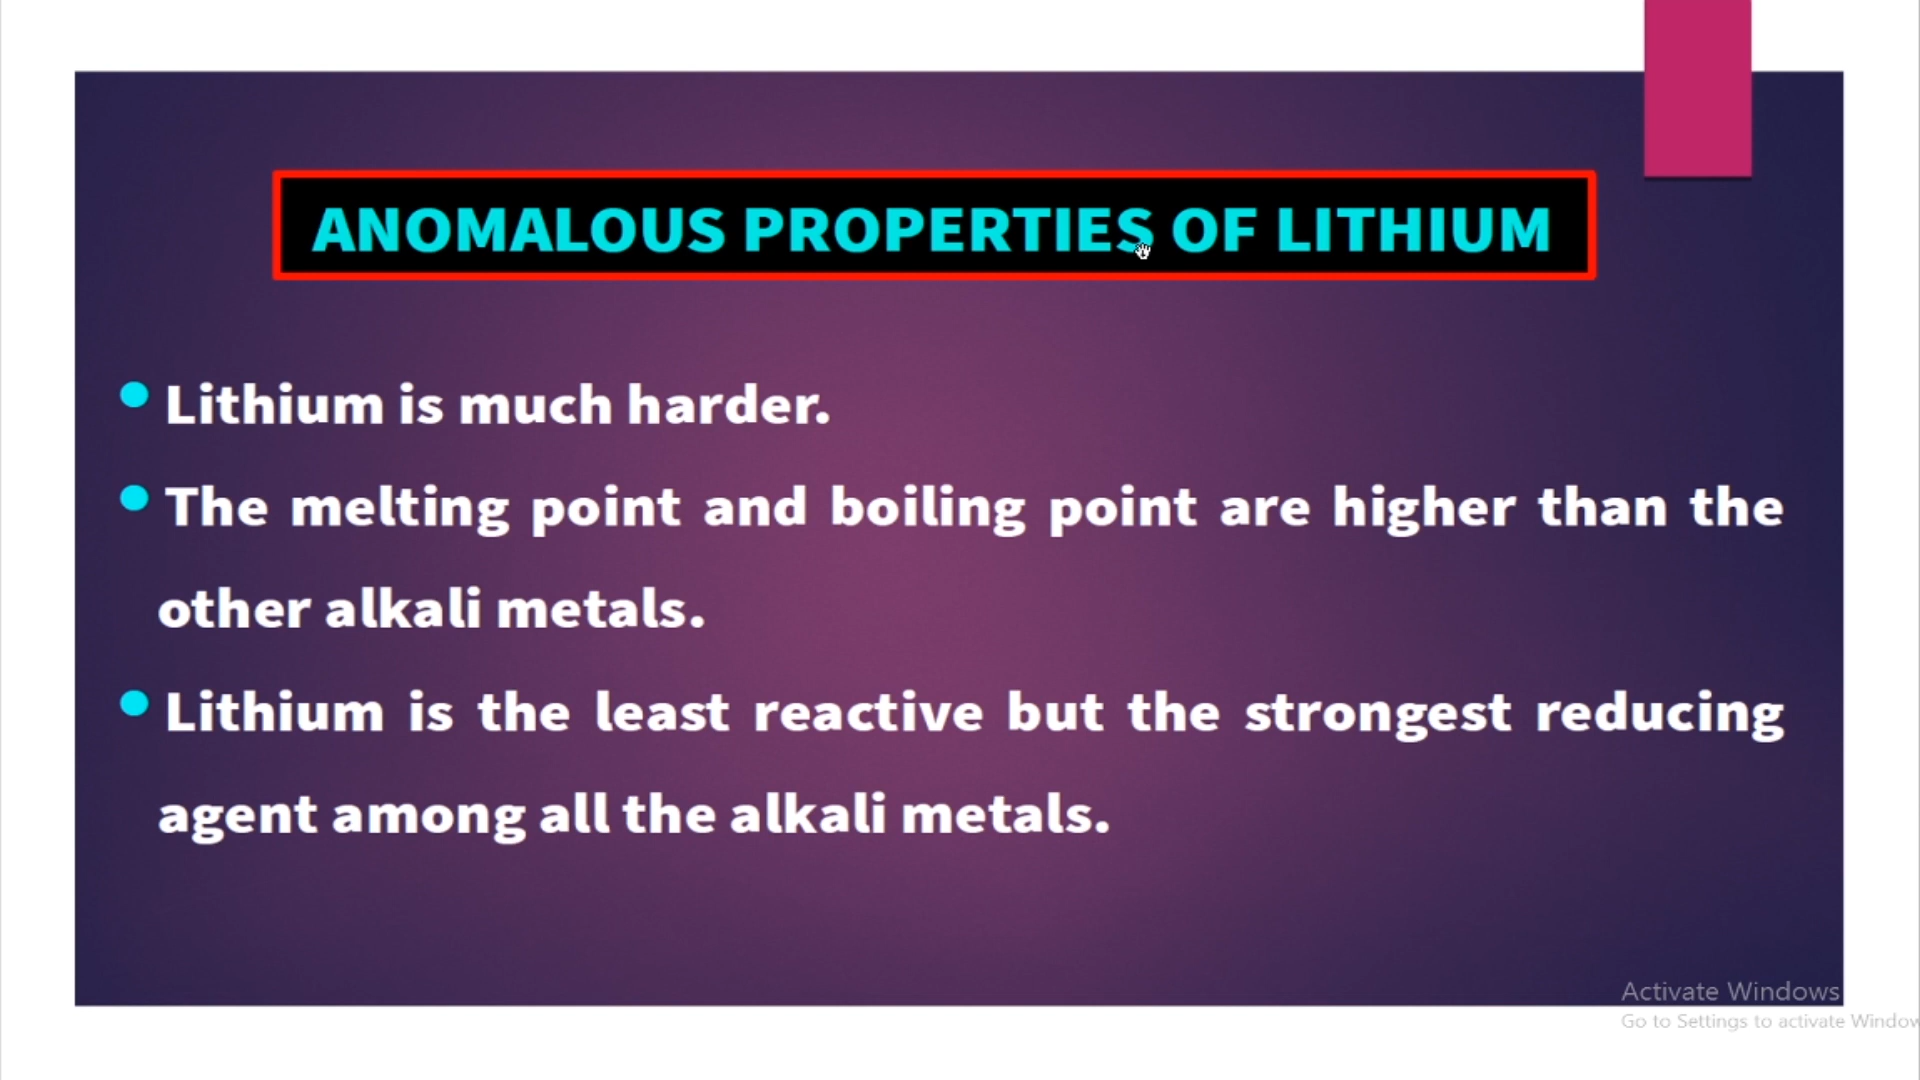 ANOMALOUS PROPERTIES OF LITHIUM
Lithium is much harder.
The melting point and boiling point are higher than the
other alkali metals.
Lithium is the least reactive but the strongest reducing
agent among all the alkali metals.
Activate Windows
Go to Settings to activate Window